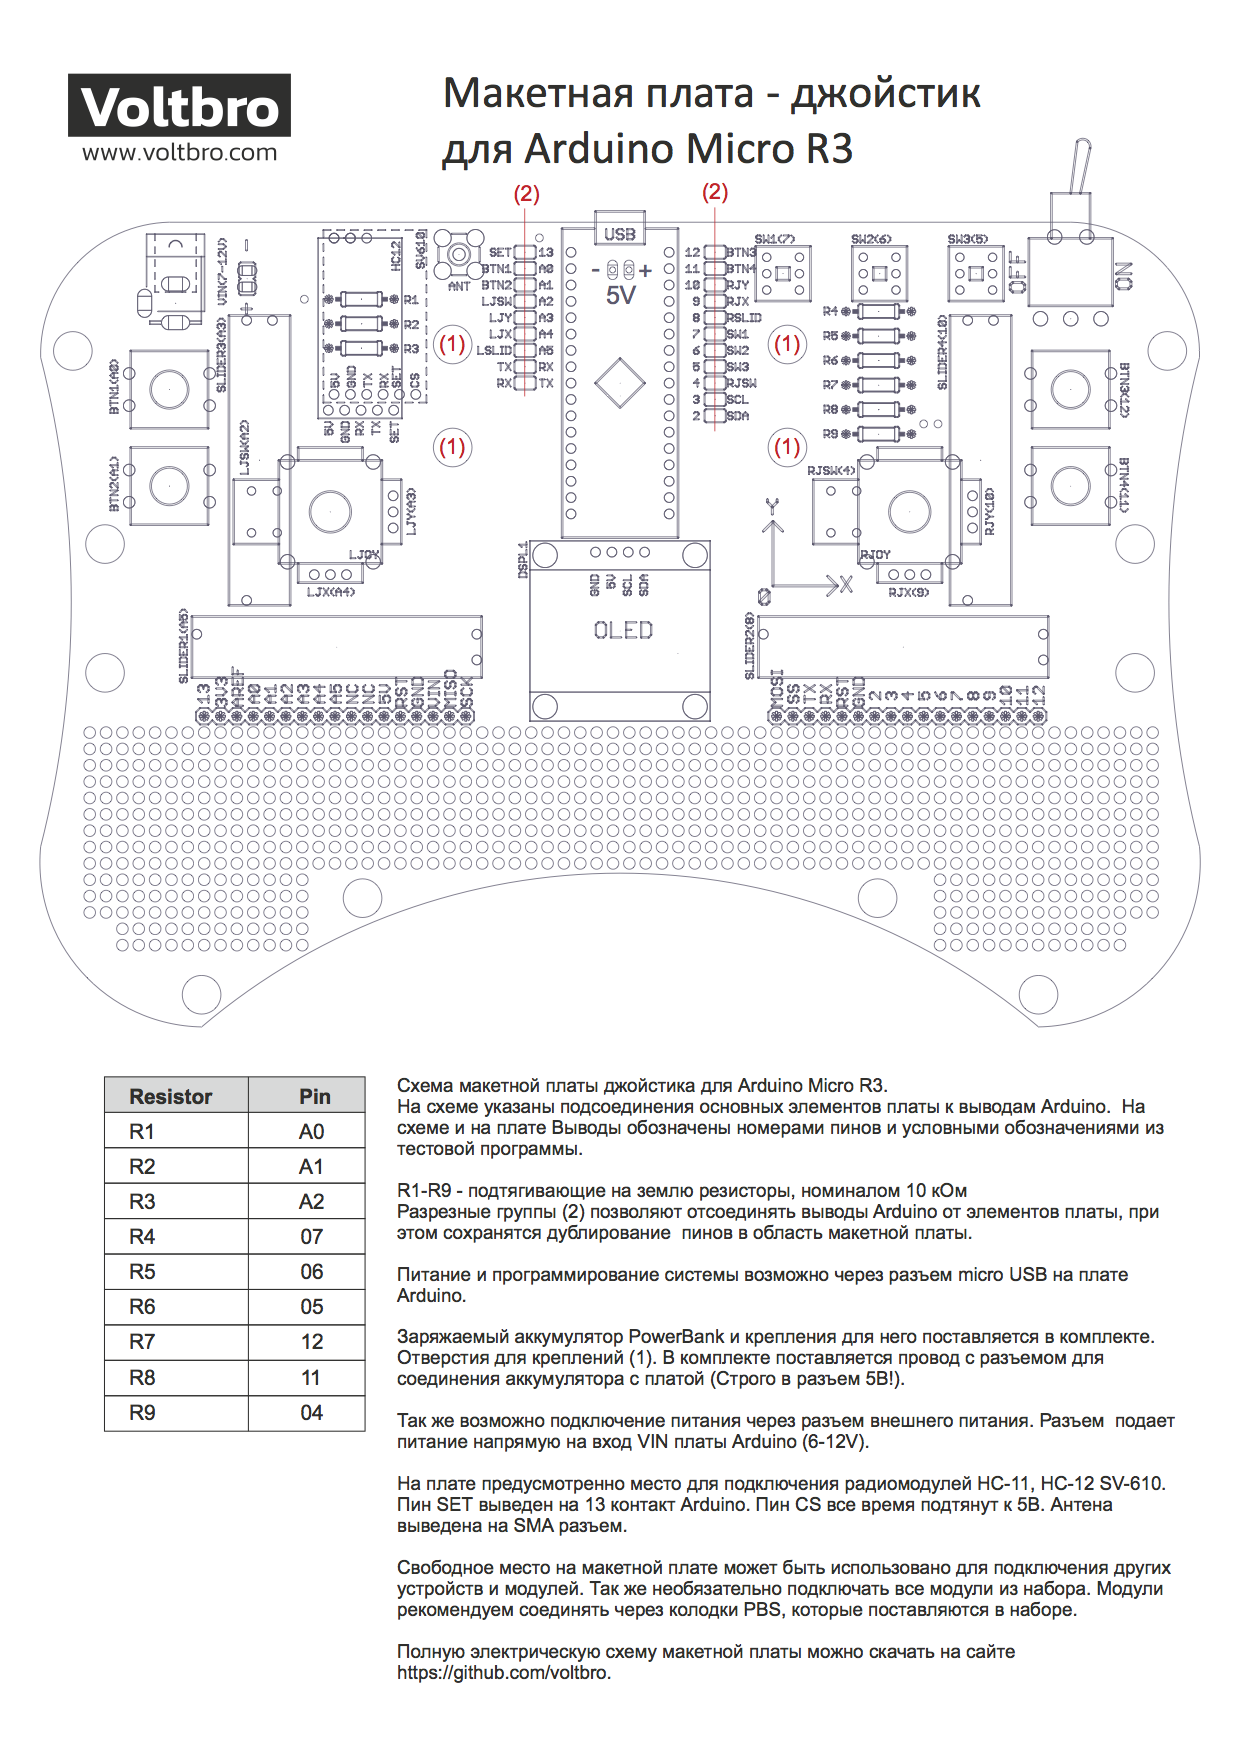 Voltbro
www.voltbro.com
Макетная плата - джойстик
для Arduino Micro R3
(2)
(2)
USB
- +
5V
VIN(7-12V)
- +
HC12
SV610
R1
R2
R3
5V GND TX RX SET CS
5V GND RX TX SET
ANT
(1)
(1)
SET 13
BTN1 A0
BTN2 A1
LJSW A2
LJY A3
LJX A4
LSLID A5
TX RX
RX TX
12 BTN3
11 BTN4
10 RJY
9 RJX
8 RSLID
7 SW1
6 SW2
5 SW3
4 RJSW
3 SCL
2 SDA
SW1(7)
SW2(6)
SW3(5)
OFF
ON
R4
R5
R6
R7
R8
R9
(1)
(1)
SLIDER3(A3)
SLIDER4(10)
BTN1(A0)
BTN2(A1)
BTN3(12)
BTN4(11)
LJSW(A2)
LJY(A3)
LJOY
LJX(A4)
RJSW(4)
RJY(10)
RJOY
RJX(9)
Y
X
0
DSPL1
GND 5V SCL SDA
OLED
SLIDER1(A5)
SLIDER2(8)
13 3V3 AREF A0 A1 A2 A3 A4 A5 NC NC 5V RST GND VIN MISO SCK
MOSI SS TX RX RST GND 2 3 4 5 6 7 8 9 10 11 12
Resistor Pin
R1 A0
R2 A1
R3 A2
R4 07
R5 06
R6 05
R7 12
R8 11
R9 04
Схема макетной платы джойстика для Arduino Micro R3.
На схеме указаны подсоединения основных элементов платы к выводам Arduino. На
схеме и на плате Выводы обозначены номерами пинов и условными обозначениями из
тестовой программы.
R1-R9 - подтягивающие на землю резисторы, номиналом 10 кОм
Разрезные группы (2) позволяют отсоединять выводы Arduino от элементов платы, при
этом сохранятся дублирование пинов в область макетной платы.
Питание и программирование системы возможно через разъем micro USB на плате
Arduino.
Заряжаемый аккумулятор PowerBank и крепления для него поставляется в комплекте.
Отверстия для креплений (1). В комплекте поставляется провод с разъемом для
соединения аккумулятора с платой (Строго в разъем 5В!).
Так же возможно подключение питания через разъем внешнего питания. Разъем подает
питание напрямую на вход VIN платы Arduino (6-12V).
На плате предусмотренно место для подключения радиомодулей HC-11, HC-12 SV-610.
Пин SET выведен на 13 контакт Arduino. Пин CS все время подтянут к 5В. Антена
выведена на SMA разъем.
Свободное место на макетной плате может быть использовано для подключения других
устройств и модулей. Так же необязательно подключать все модули из набора. Модули
рекомендуем соединять через колодки PBS, которые поставляются в наборе.
Полную электрическую схему макетной платы можно скачать на сайте
https://github.com/voltbro.